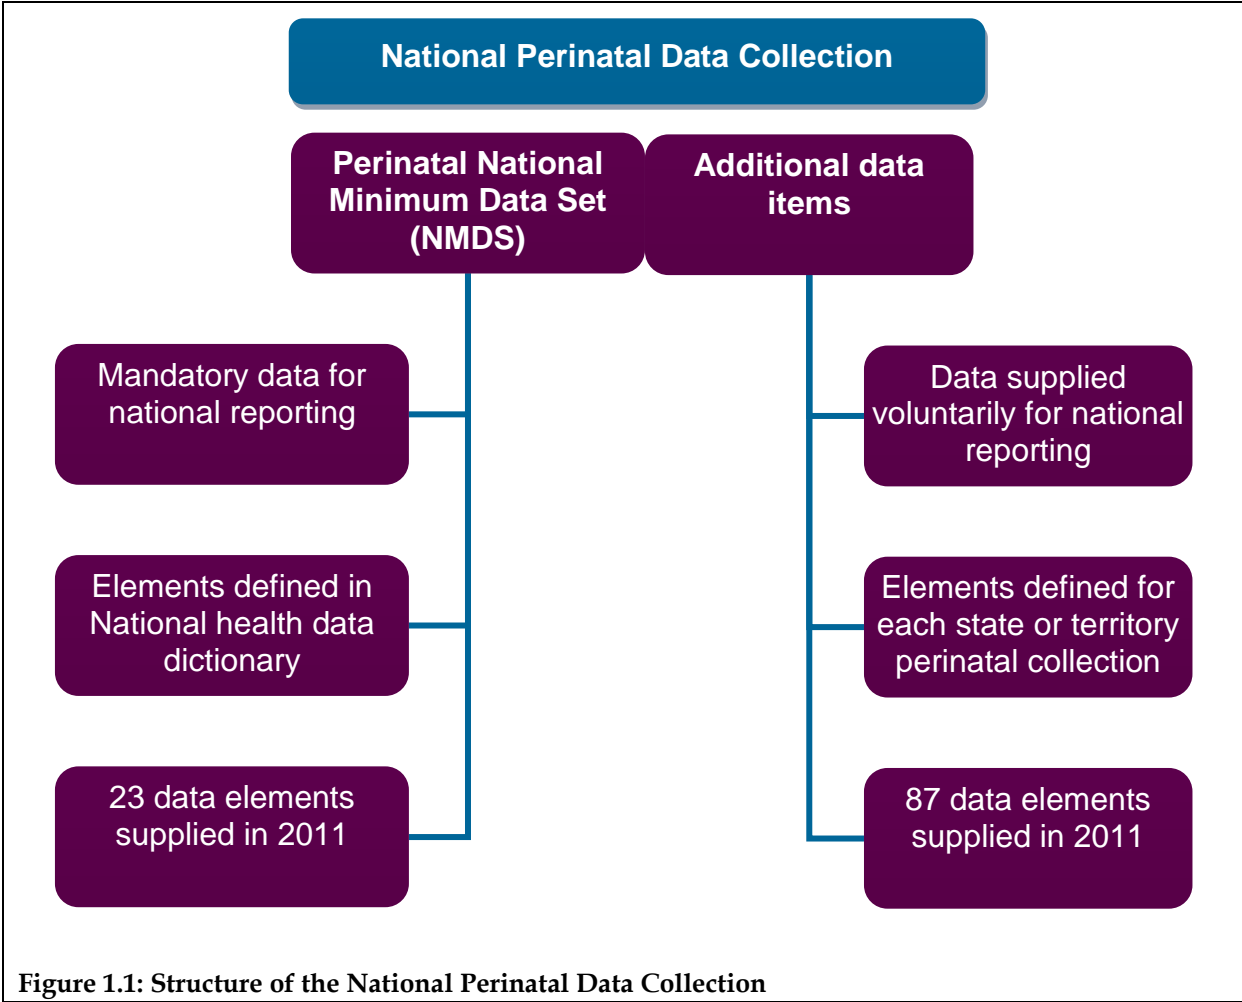 National Perinatal Data Collection
Perinatal National
Minimum Data Set
(NMDS)
Additional data
items
Mandatory data for
national reporting
Data supplied
voluntarily for national
reporting
Elements defined in
National health data
dictionary
Elements defined for
each state or territory
perinatal collection
23 data elements
supplied in 2011
87 data elements
supplied in 2011
Figure 1.1: Structure of the National Perinatal Data Collection